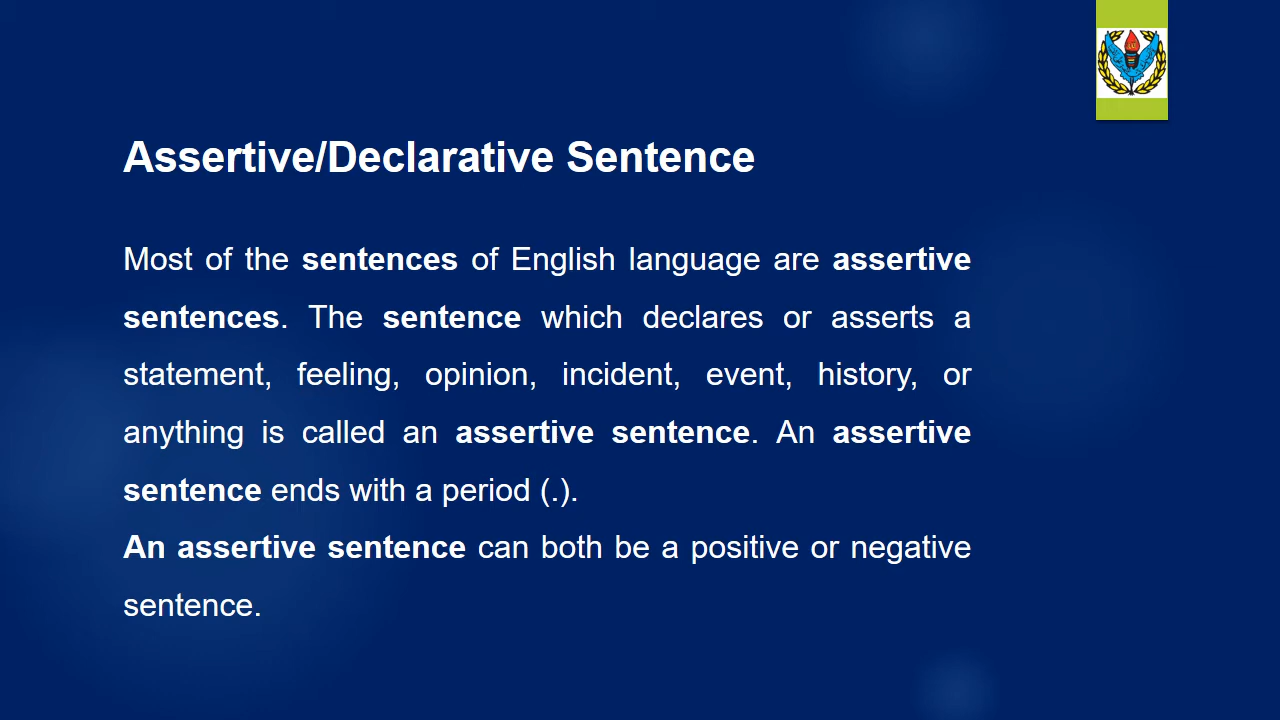 Assertive/Declarative Sentence
Most of the sentences of English language are assertive
sentences. The sentence which declares or asserts a
statement, feeling, opinion, incident, event, history, or
anything is called an assertive sentence. An assertive
sentence ends with a period (.).
An assertive sentence can both be a positive or negative
sentence.